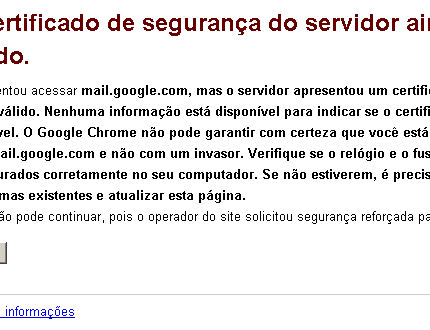 ertificado de segurança do servidor ain
do.
entou acessar mail.google.com, mas o servidor apresentou um certific
válido. Nenhuma informação está disponível para indicar se o certifi
vel. O Google Chrome não pode garantir com certeza que você está
ail.google.com e não com um invasor. Verifique se o relógio e o fus
urados corretamente no seu computador. Se não estiverem, é precis
mas existentes e atualizar esta página.
ão pode continuar, pois o operador do site solicitou segurança reforçada pa
informações